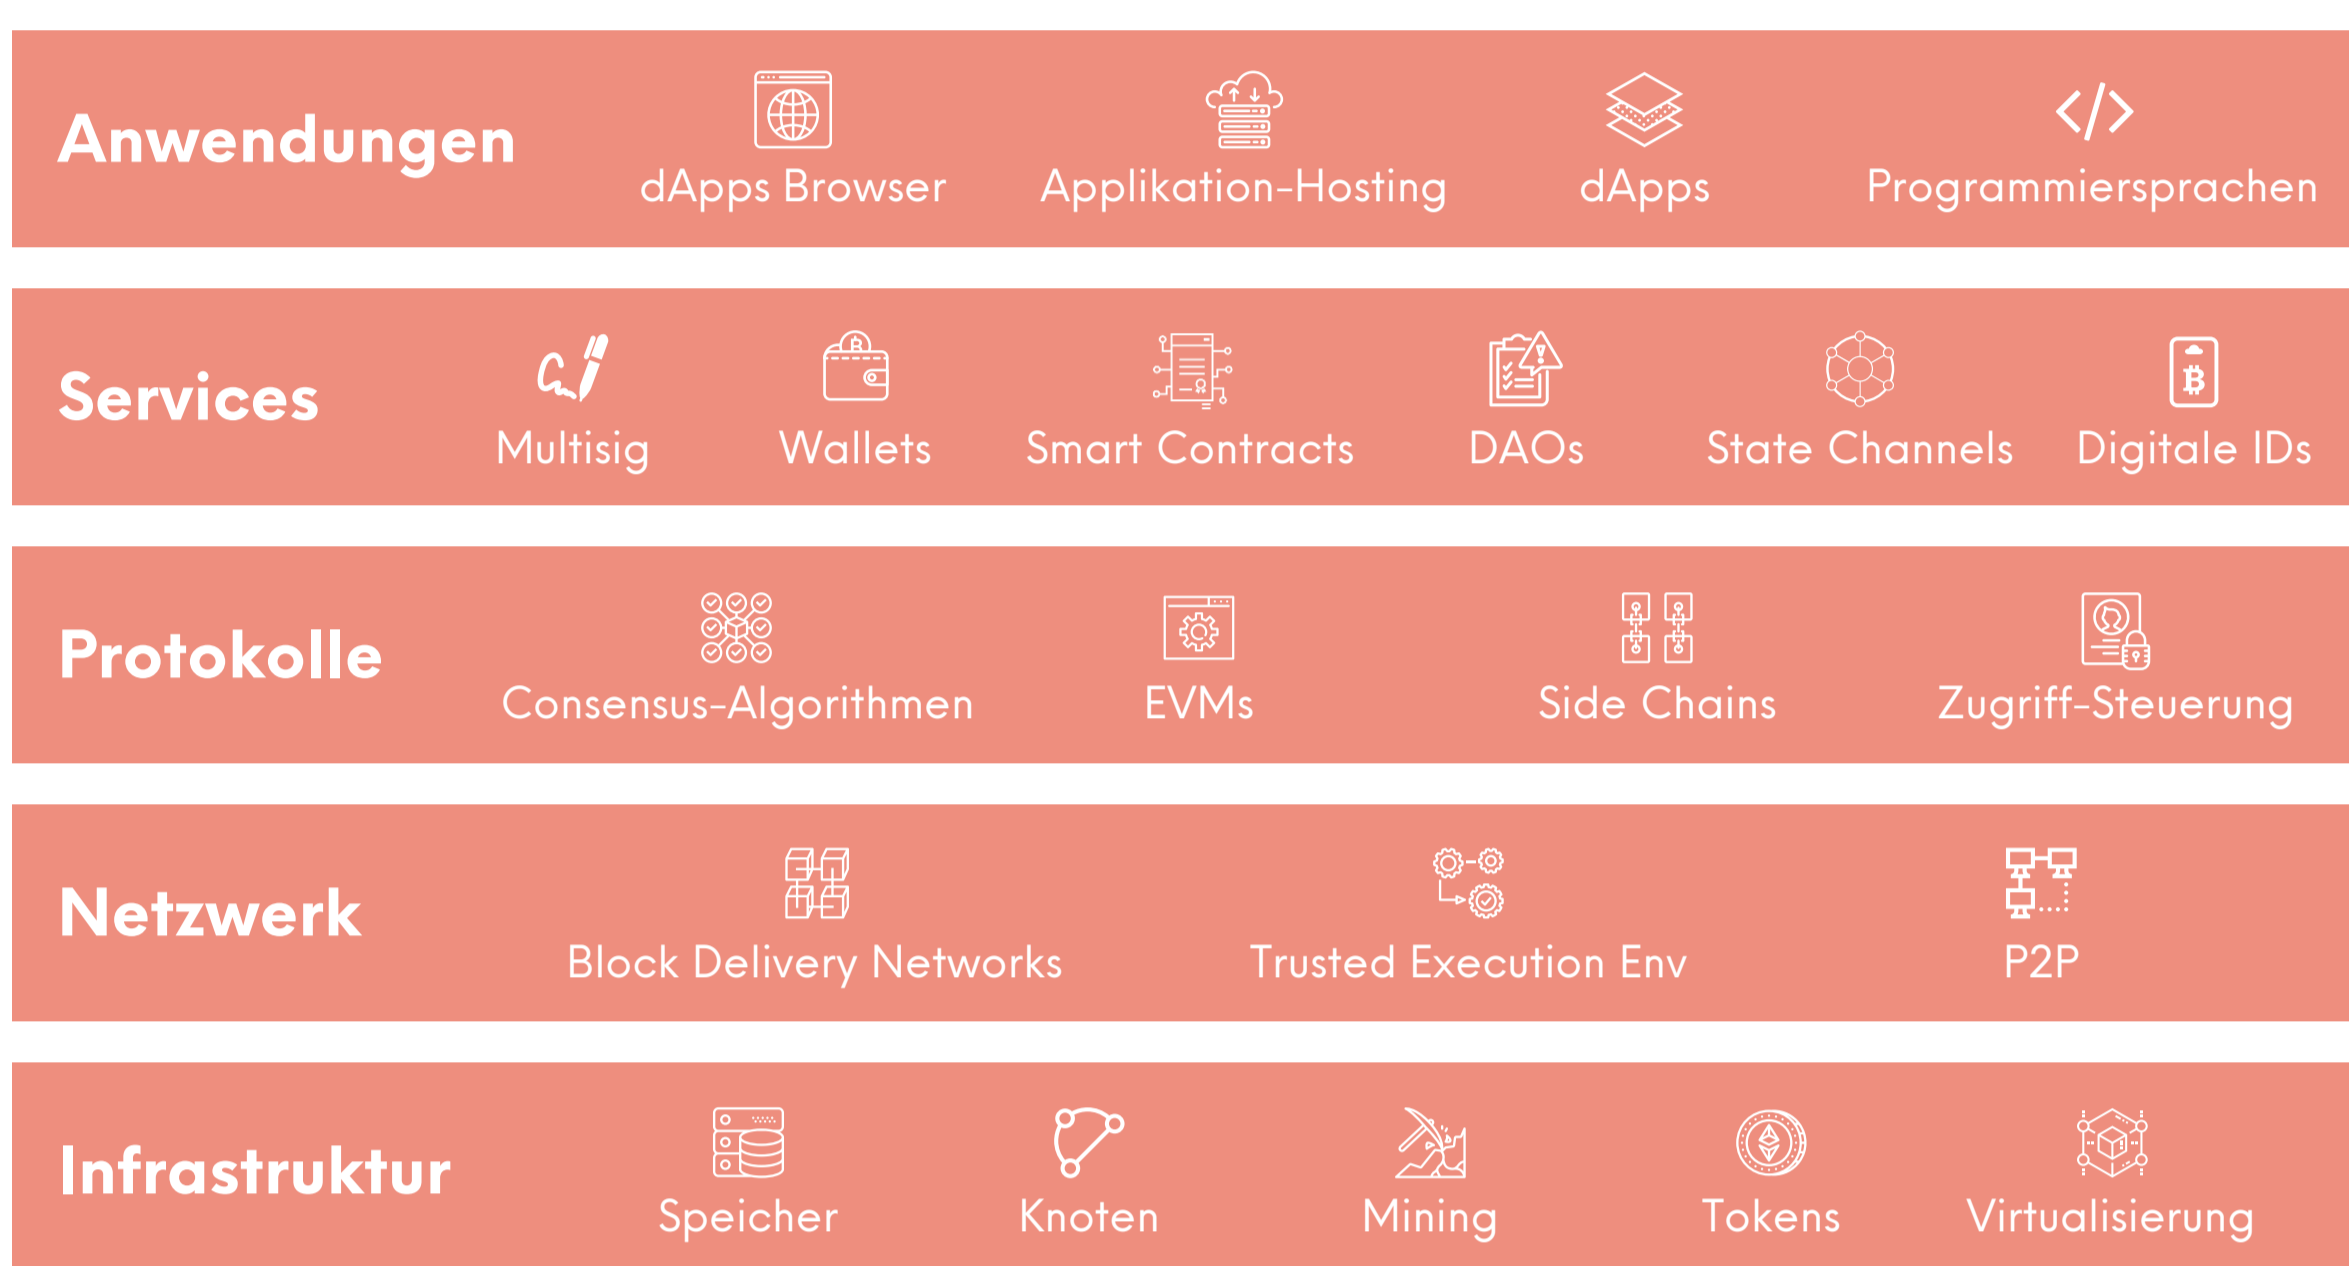 Anwendungen
dApps Browser
Applikation-Hosting
dApps
Programmiersprachen
Services
Multisig
Wallets
Smart Contracts
DAOs
State Channels
Digitale IDs
Protokolle
Consensus-Algorithmen
EVMs
Side Chains
Zugriff-Steuerung
Netzwerk
Block Delivery Networks
Trusted Execution Env
P2P
Infrastruktur
Speicher
Knoten
Mining
Tokens
Virtualisierung